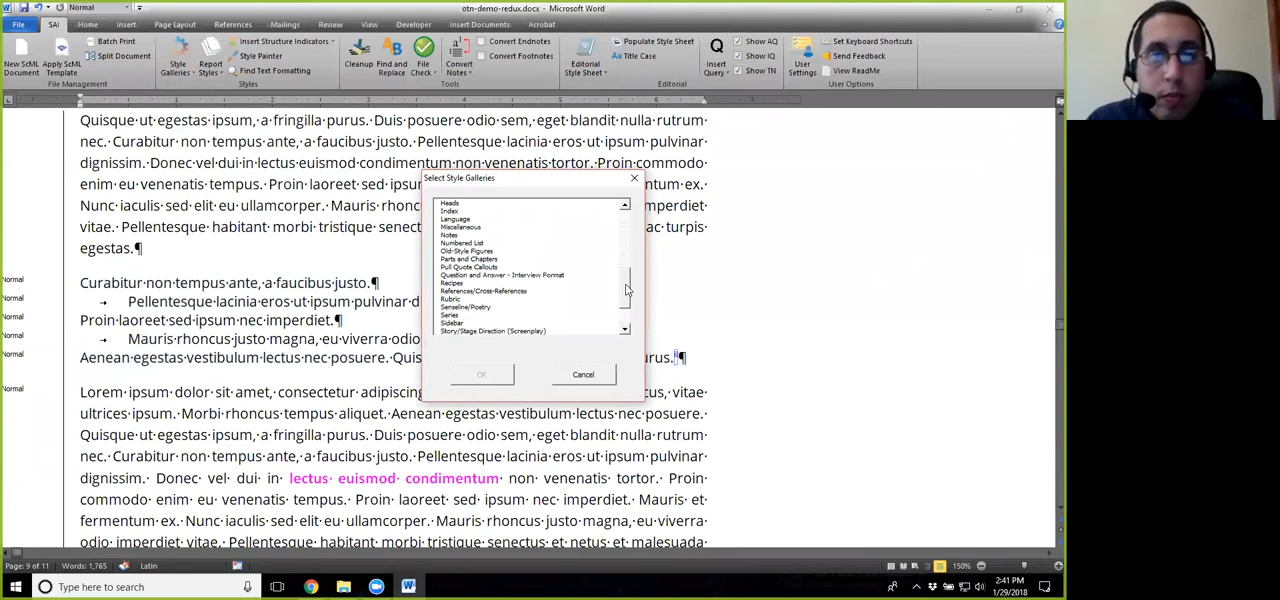 Normal
otn-demo-redux.docx - Microsoft Word
File
SAI
Home
Insert
Page Layout
References
Mailings
Review
View
Developer
Insert Documents
Acrobat
New ScML Document
Apply ScML Template
Batch Print
Split Document
File Management
Style Galleries
Report Styles
Insert Structure Indicators
Style Painter
Find Text Formatting
Styles
Cleanup
Find and Replace
File Check
Convert Notes
Convert Endnotes
Convert Footnotes
Tools
Editorial Style Sheet
Populate Style Sheet
Title Case
Insert Query
Show AQ
Show IQ
Show TN
Editorial
User Settings
Set Keyboard Shortcuts
Send Feedback
View ReadMe
User Options
Quisque·ut·egestas·ipsum,·a·fringilla·purus.·Duis·posuere·odio·sem,·eget·blandit·nulla·rutrum·
nec.·Curabitur·non·tempus·ante,·a·faucibus·justo.·Pellentesque·lacinia·eros·ut·ipsum·pulvinar·
dignissim.·Donec·vel·dui·in·lectus·euismod·condimentum·non·venenatis·tortor.·Proin·commodo·
enim·eu·venenatis·tempus.·Proin·laoreet·sed·ipsu
ex.·
Nunc·iaculis·sed·elit·eu·ullamcorper.·Mauris·rhonc
odio·
vitae.·Pellentesque·habitant·morbi·tristique·senect
ac·turpis·
egestas.¶
Normal
Curabitur·non·tempus·ante,·a·faucibus·justo.¶
Normal
→ Pellentesque·lacinia·eros·ut·ipsum·pulvinar·d
Normal
Proin·laoreet·sed·ipsum·nec·imperdiet.¶
Normal
→ Mauris·rhoncus·justo·magna,·eu·viverra·odio
Normal
Aenean·egestas·vestibulum·lectus·nec·posuere.·Quis
urus.
¶
Normal
Lorem·ipsum·dolor·sit·amet,·consectetur·adipiscing
us,·vitae·
ultrices·ipsum.·Morbi·rhoncus·tempus·aliquet.·Aenean·egestas·vestibulum·lectus·nec·posuere.·
Quisque·ut·egestas·ipsum,·a·fringilla·purus.·Duis·posuere·odio·sem,·eget·blandit·nulla·rutrum·
nec.·Curabitur·non·tempus·ante,·a·faucibus·justo.·Pellentesque·lacinia·eros·ut·ipsum·pulvinar·
dignissim.·Donec·vel·dui·in·lectus·euismod·condimentum·non·venenatis·tortor.·Proin·
commodo·enim·eu·venenatis·tempus.·Proin·laoreet·sed·ipsum·nec·imperdiet.·Mauris·et·
fermentum·ex.·Nunc·iaculis·sed·elit·eu·ullamcorper.·Mauris·rhoncus·justo·magna,·eu·viverra·
odio·imperdiet·vitae.·Pellentesque·habitant·morbi·tristique·senectus·et·netus·et·malesuada·
Select Style Galleries
Heads
Index
Language
Miscellaneous
Notes
Numbered List
Old-Style Figures
Parts and Chapters
Pull Quote Callouts
Question and Answer - Interview Format
Recipes
References/Cross-References
Rubric
Senseline/Poetry
Series
Sidebar
Story/Stage Direction (Screenplay)
OK
Cancel
Page: 9 of 11
Words: 1,765
Latin
150%
Type here to search
2:41 PM
1/29/2018